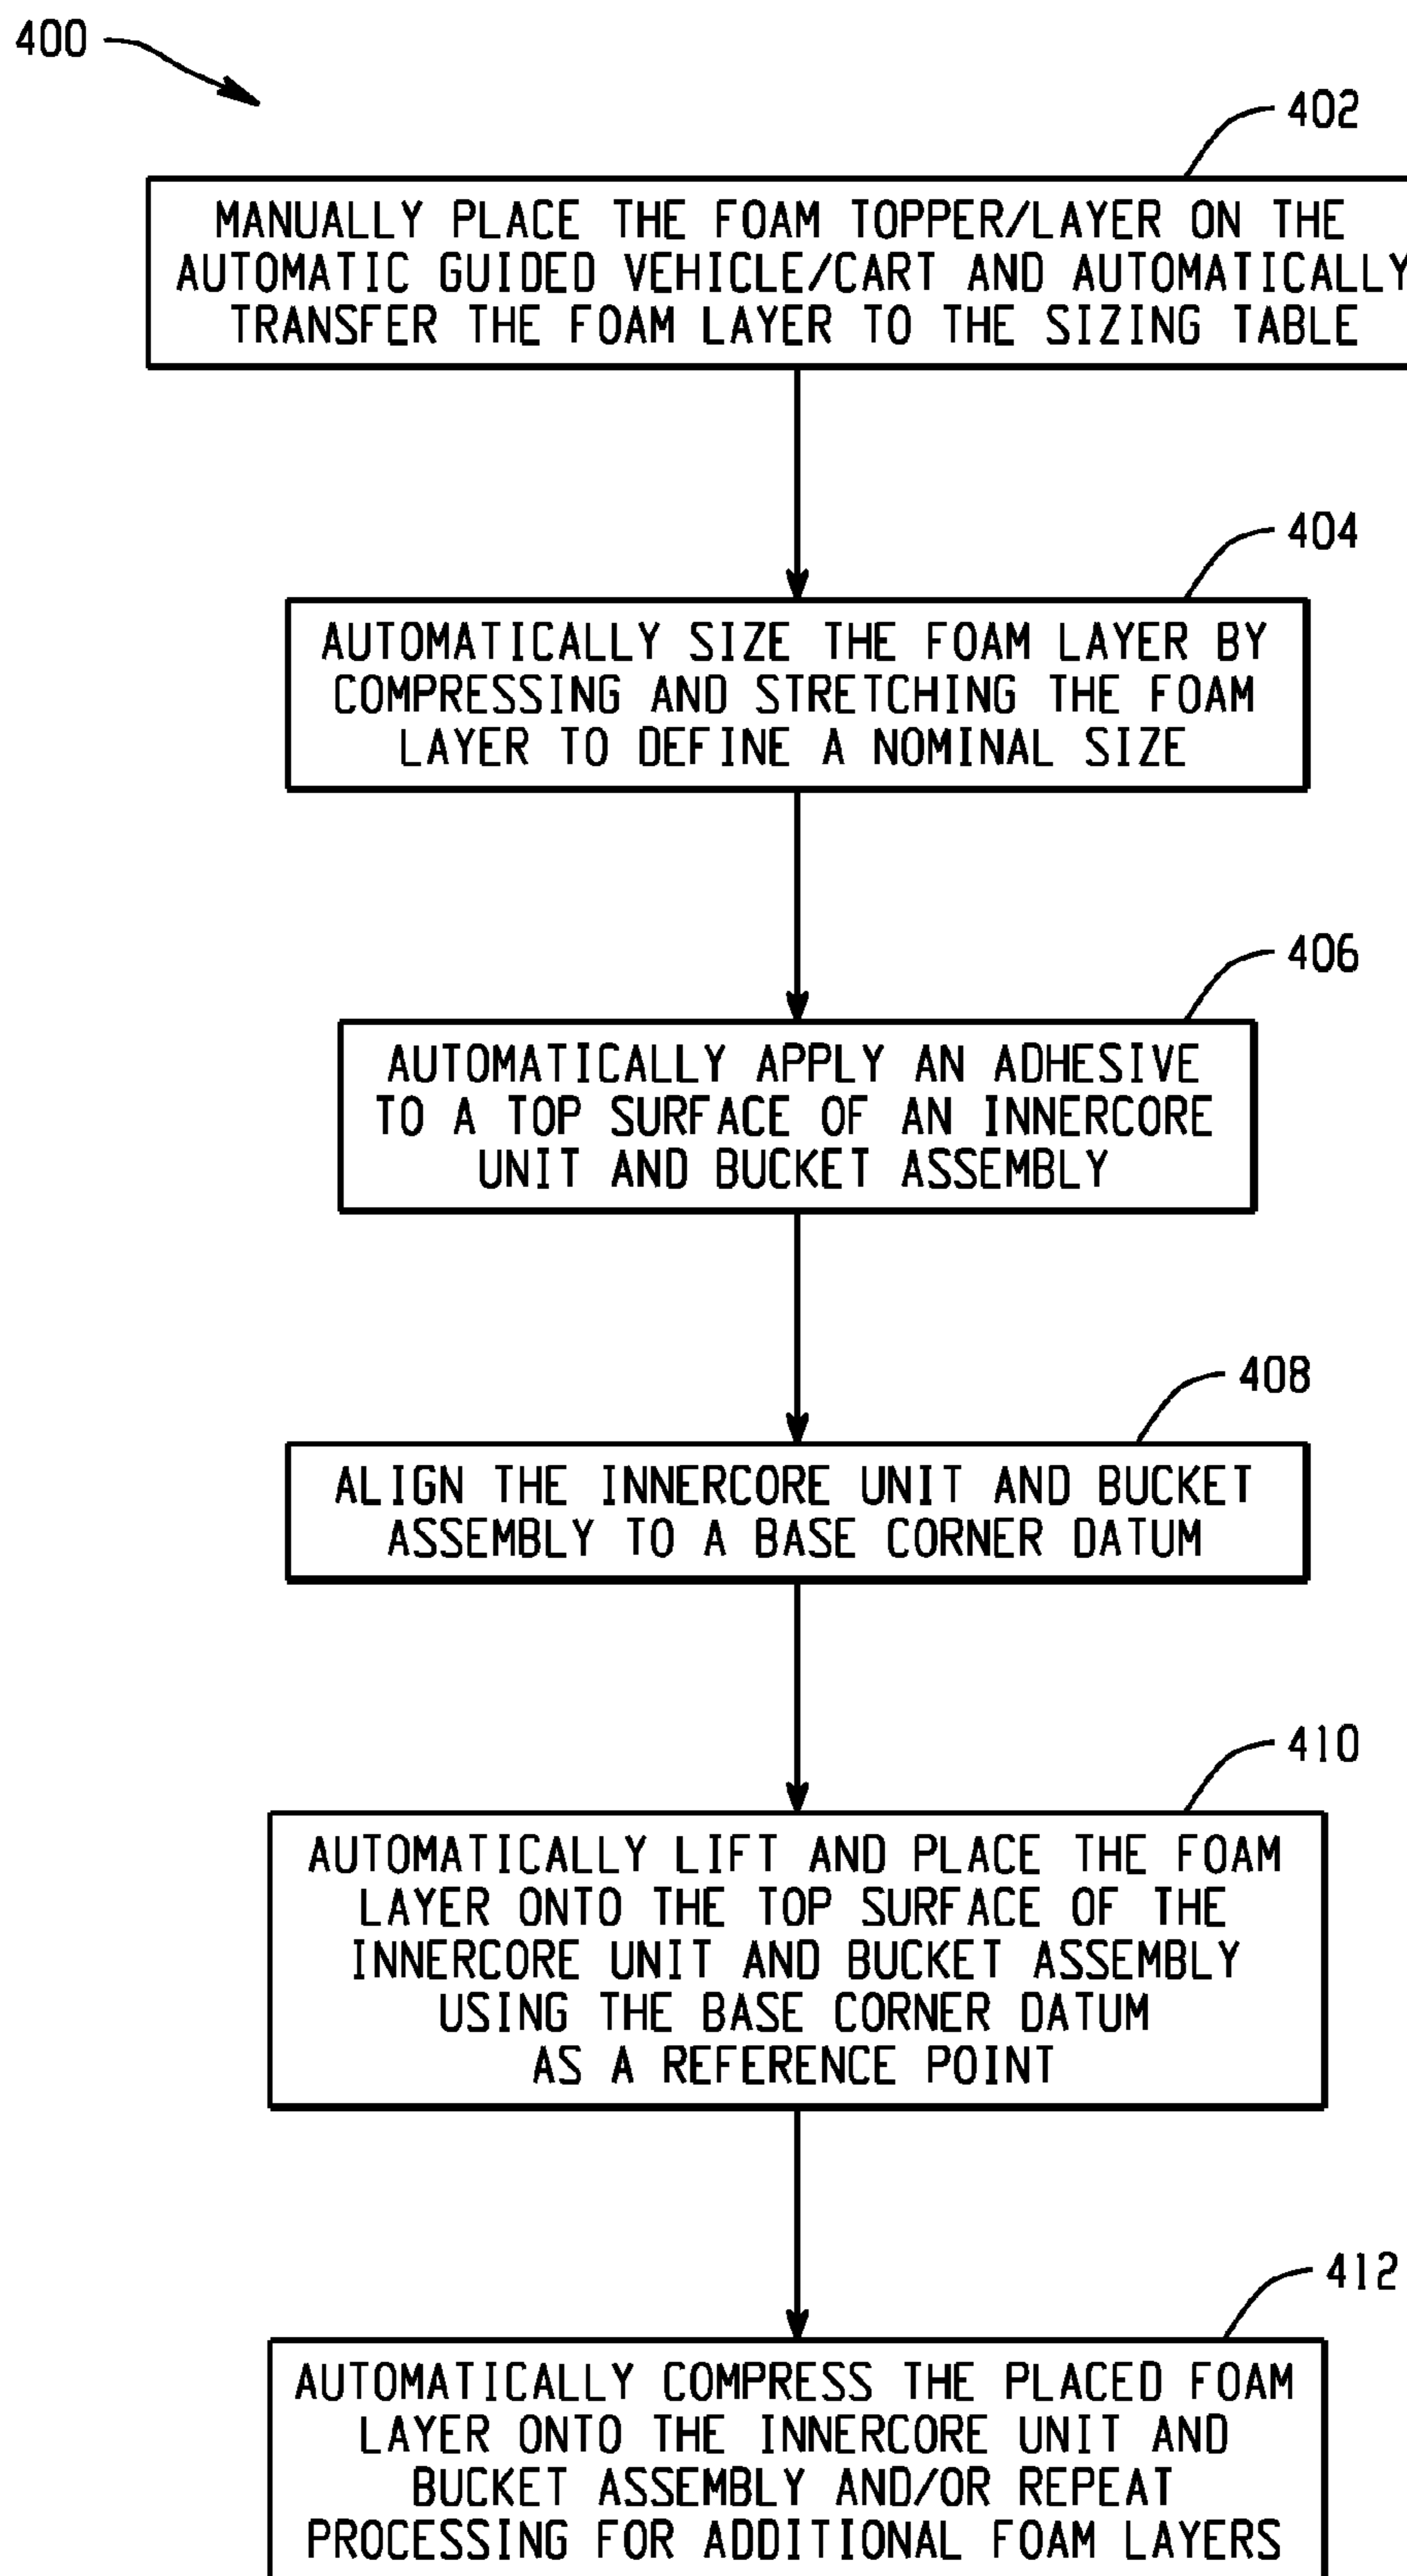 400
402
MANUALLY PLACE THE FOAM TOPPER/LAYER ON THE
AUTOMATIC GUIDED VEHICLE/CART AND AUTOMATICALLY
TRANSFER THE FOAM LAYER TO THE SIZING TABLE
404
AUTOMATICALLY SIZE THE FOAM LAYER BY
COMPRESSING AND STRETCHING THE FOAM
LAYER TO DEFINE A NOMINAL SIZE
406
AUTOMATICALLY APPLY AN ADHESIVE
TO A TOP SURFACE OF AN INNERCORE
UNIT AND BUCKET ASSEMBLY
408
ALIGN THE INNERCORE UNIT AND BUCKET
ASSEMBLY TO A BASE CORNER DATUM
410
AUTOMATICALLY LIFT AND PLACE THE FOAM
LAYER ONTO THE TOP SURFACE OF THE
INNERCORE UNIT AND BUCKET ASSEMBLY
USING THE BASE CORNER DATUM
AS A REFERENCE POINT
412
AUTOMATICALLY COMPRESS THE PLACED FOAM
LAYER ONTO THE INNERCORE UNIT AND
BUCKET ASSEMBLY AND/OR REPEAT
PROCESSING FOR ADDITIONAL FOAM LAYERS